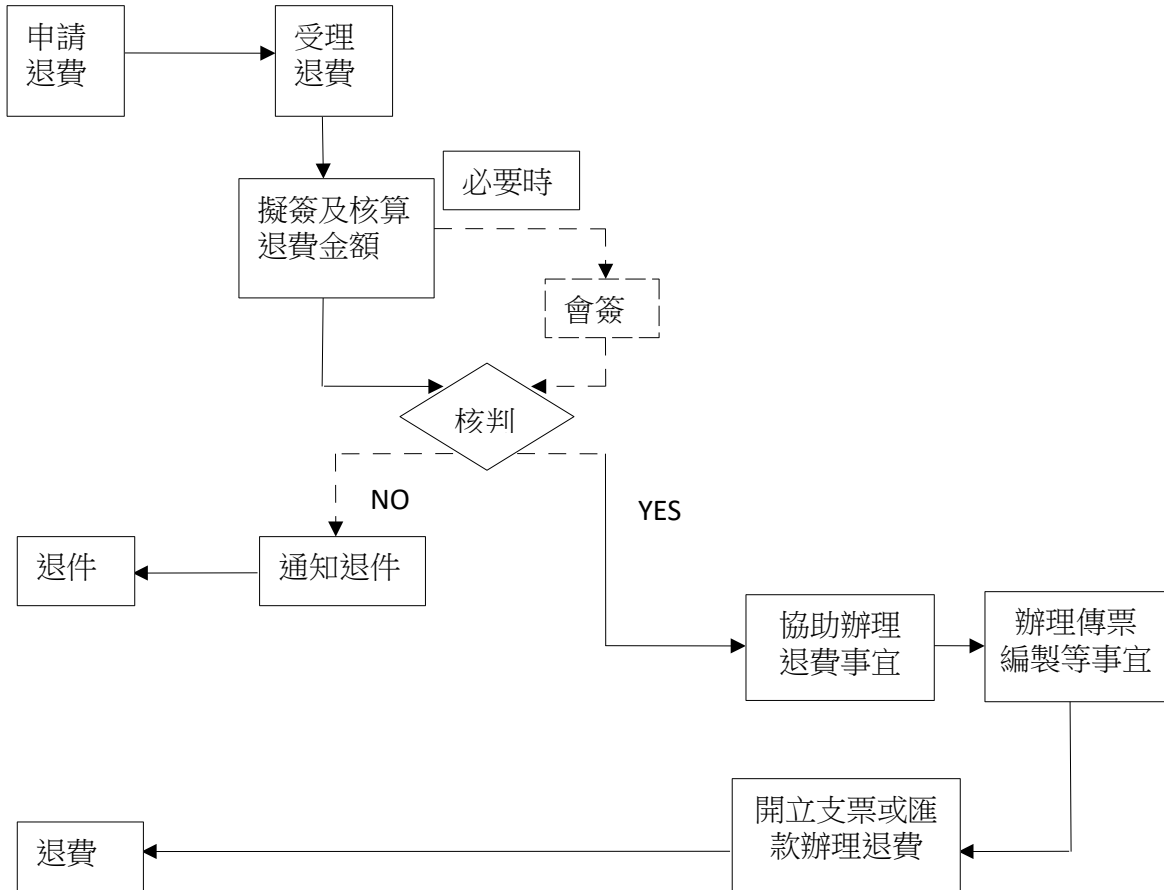 申請
退費
受理
退費
擬簽及核算
退費金額
必要時
會簽
核判
NO
YES
退件
通知退件
協助辦理
退費事宜
辦理傳票
編製等事宜
開立支票或匯
款辦理退費
退費